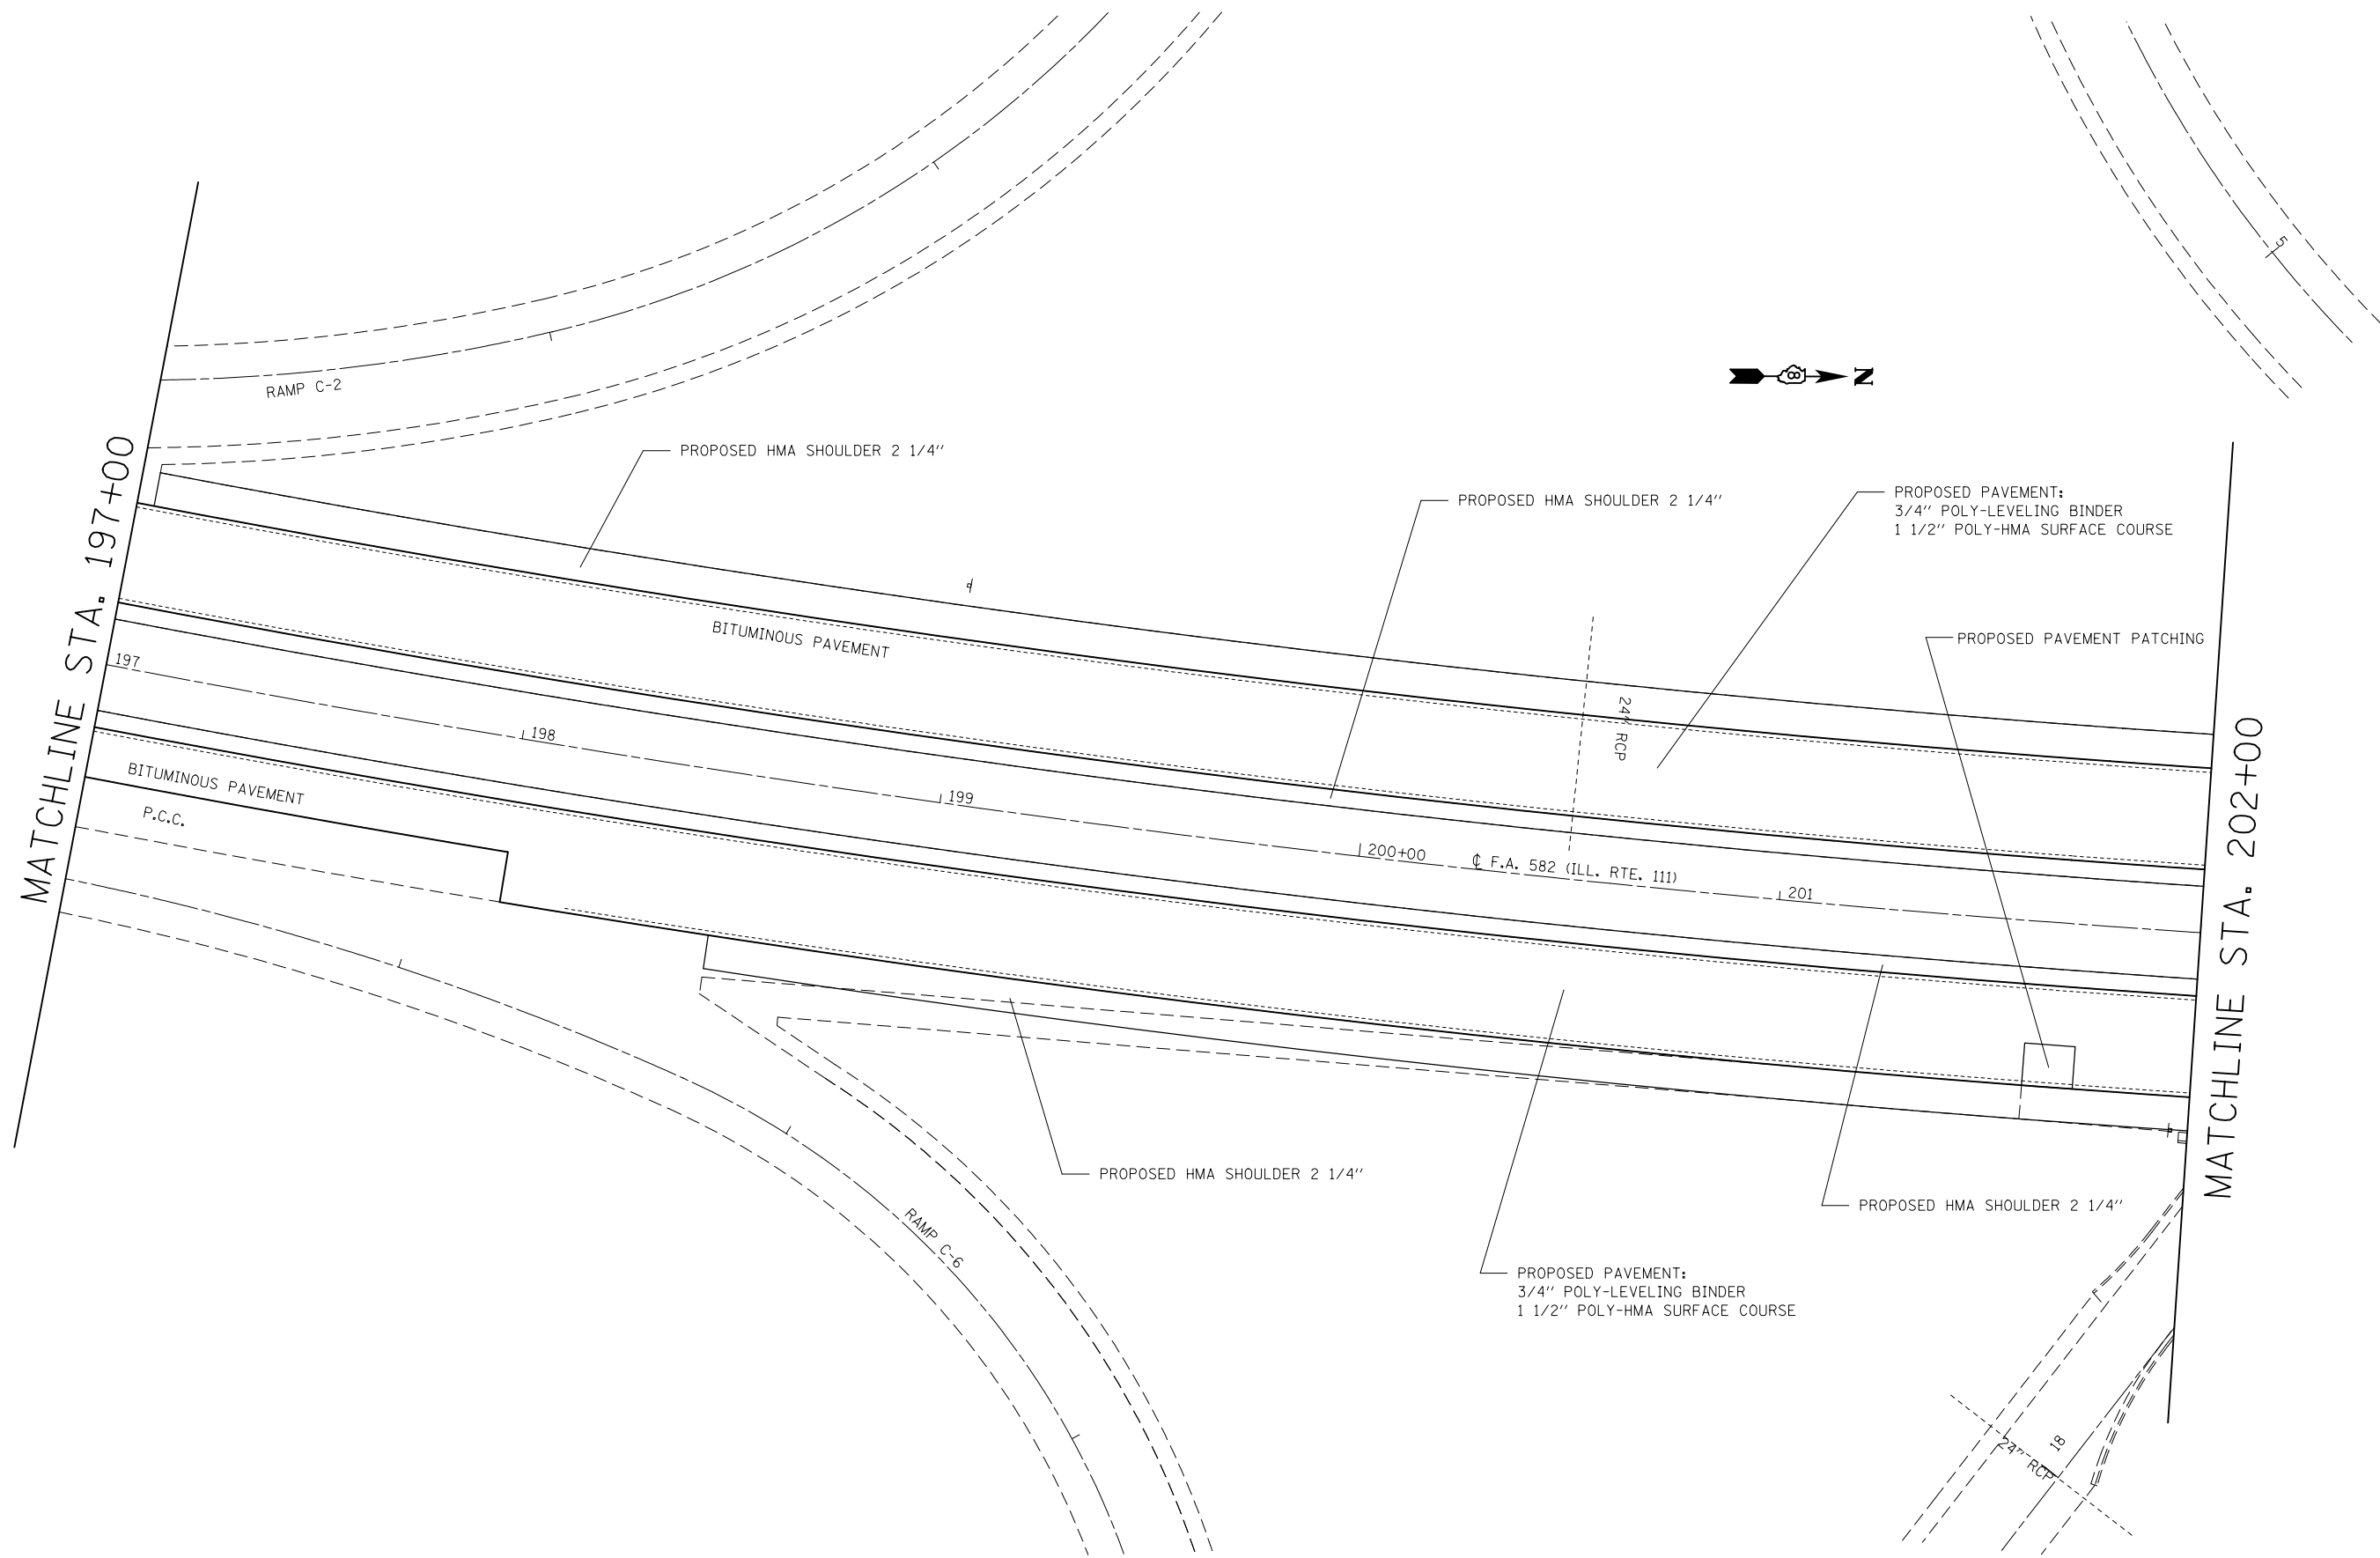 5
RAMP C-2
8 N
PROPOSED HMA SHOULDER 2 1/4"
PROPOSED HMA SHOULDER 2 1/4"
PROPOSED PAVEMENT:
3/4" POLY-LEVELING BINDER
1 1/2" POLY-HMA SURFACE COURSE
MATCHLINE STA. 197+00
BITUMINOUS PAVEMENT
PROPOSED PAVEMENT PATCHING
197
198
24" RCP
199
BITUMINOUS PAVEMENT
P.C.C.
200+00
℄ F.A. 582 (ILL. RTE. 111)
201
MATCHLINE STA. 202+00
PROPOSED HMA SHOULDER 2 1/4"
PROPOSED HMA SHOULDER 2 1/4"
RAMP C-6
PROPOSED PAVEMENT:
3/4" POLY-LEVELING BINDER
1 1/2" POLY-HMA SURFACE COURSE
18
24" RCP